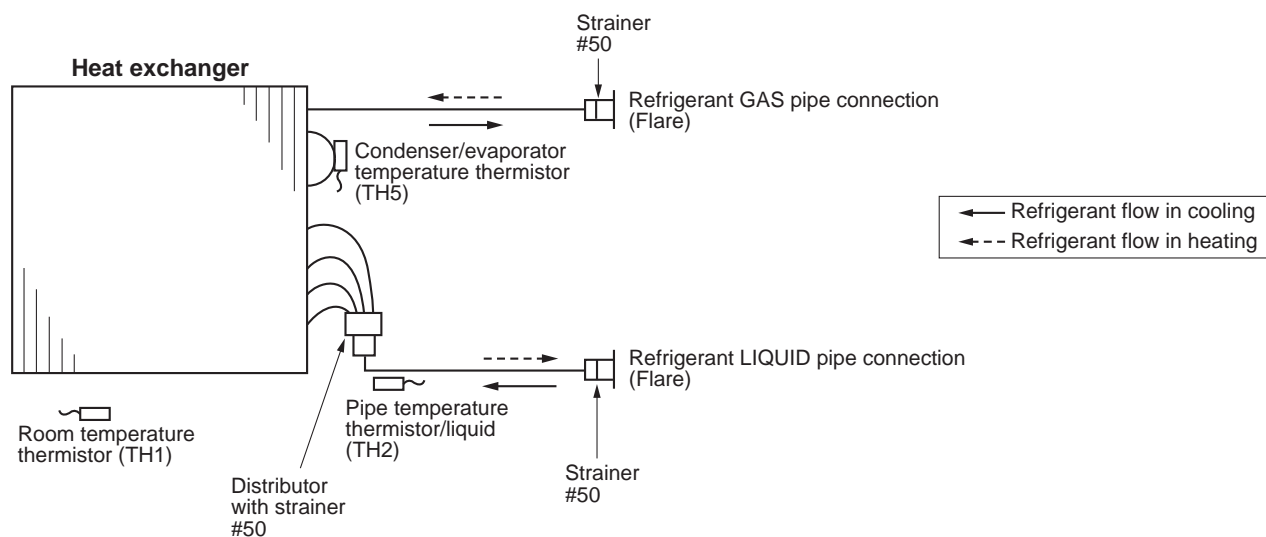 Strainer
#50
Heat exchanger
Refrigerant GAS pipe connection
(Flare)
Condenser/evaporator
temperature thermistor
(TH5)
Refrigerant flow in cooling
Refrigerant flow in heating
Refrigerant LIQUID pipe connection
(Flare)
Pipe temperature
thermistor/liquid
(TH2)
Room temperature
thermistor (TH1)
Strainer
#50
Distributor
with strainer
#50